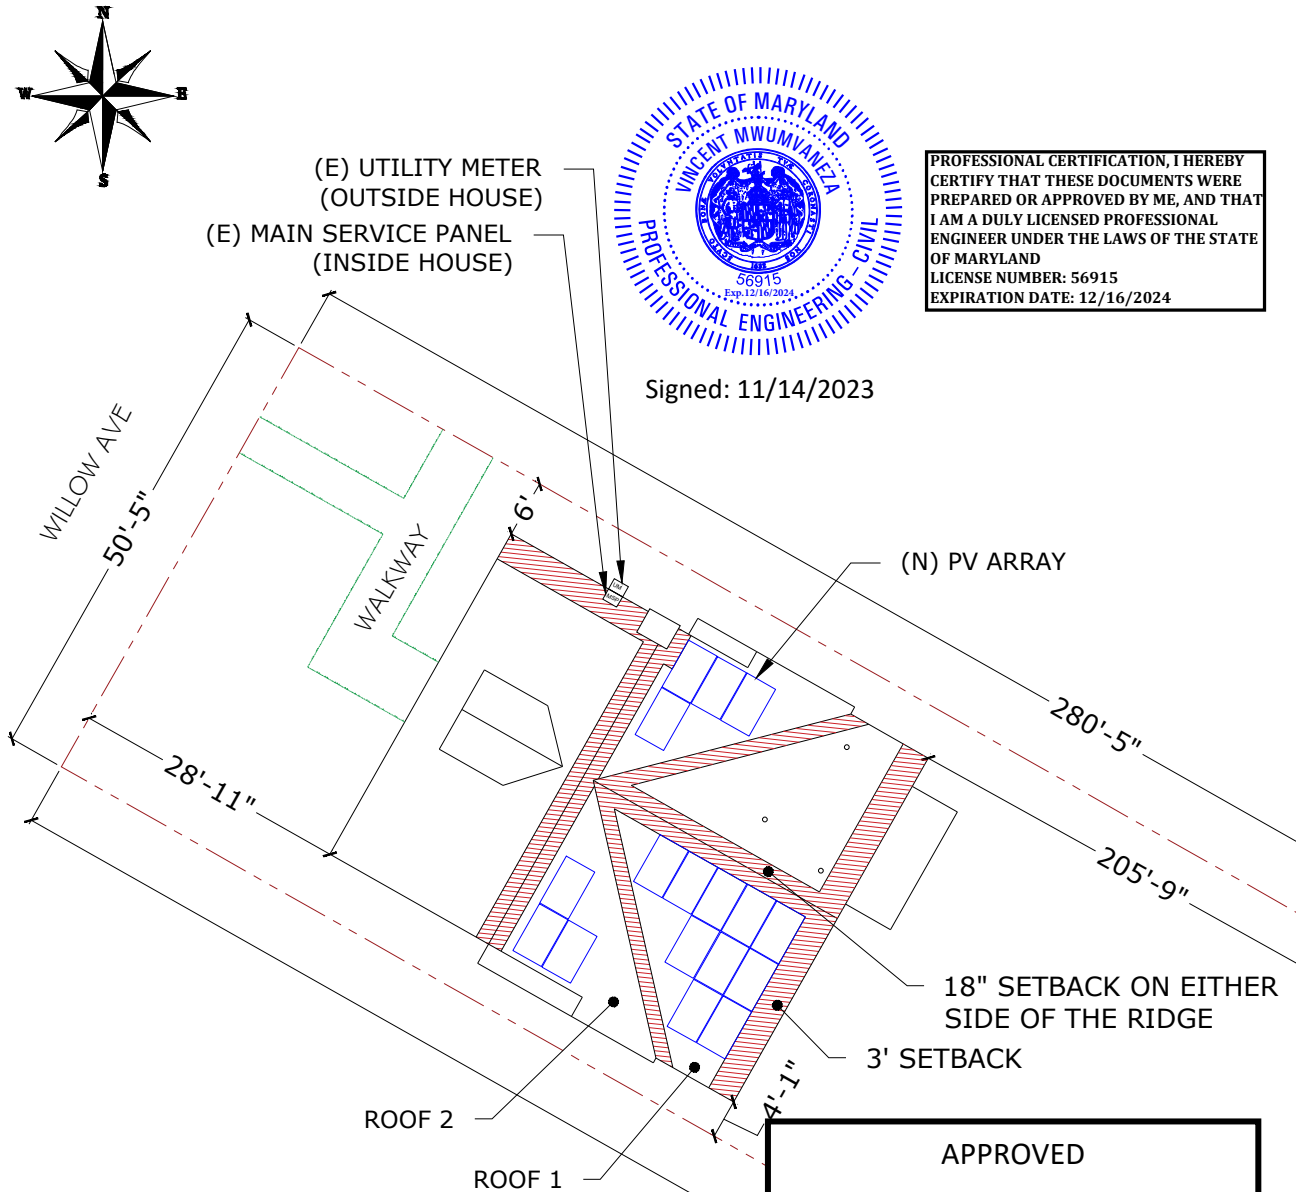 N
W
E
S
(E) UTILITY METER
(OUTSIDE HOUSE)
(E) MAIN SERVICE PANEL
(INSIDE HOUSE)
STATE OF MARYLAND
VINCENT MWUMVANEZA
PROFESSIONAL ENGINEERING - CIVIL
56915
Exp.12/16/2024
PROFESSIONAL CERTIFICATION, I HEREBY
CERTIFY THAT THESE DOCUMENTS WERE
PREPARED OR APPROVED BY ME, AND THAT
I AM A DULY LICENSED PROFESSIONAL
ENGINEER UNDER THE LAWS OF THE STATE
OF MARYLAND
LICENSE NUMBER: 56915
EXPIRATION DATE: 12/16/2024
Signed: 11/14/2023
WILLOW AVE
50'-5"
WALKWAY
6'
UM
MSP
(N) PV ARRAY
280'-5"
28'-11"
205'-9"
18" SETBACK ON EITHER
SIDE OF THE RIDGE
3' SETBACK
4'-1"
ROOF 2
ROOF 1
APPROVED